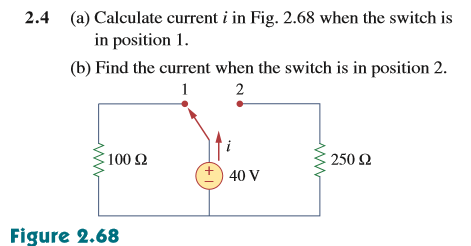 2.4 (a) Calculate current i in Fig. 2.68 when the switch is
in position 1.
(b) Find the current when the switch is in position 2.
1 2
i
100 Ω
+
−
40 V
250 Ω
Figure 2.68